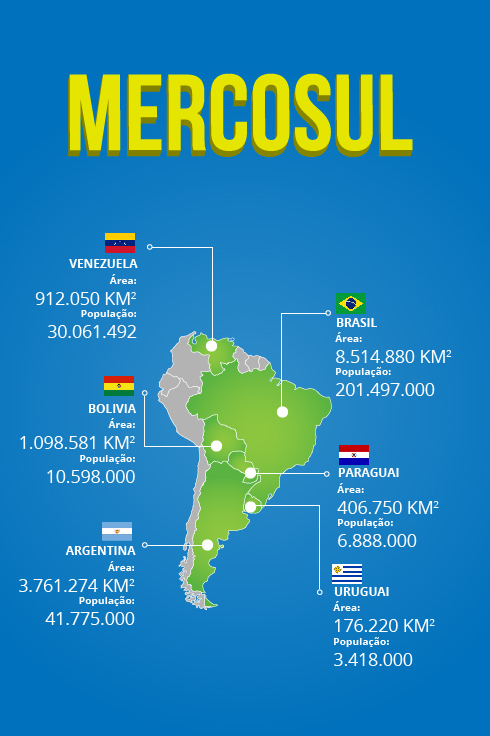 MERCOSUL
VENEZUELA
Área:
912.050 KM²
População:
30.061.492
BRASIL
Área:
8.514.880 KM²
População:
201.497.000
BOLIVIA
Área:
1.098.581 KM²
População:
10.598.000
PARAGUAI
Área:
406.750 KM²
População:
6.888.000
ARGENTINA
Área:
3.761.274 KM²
População:
41.775.000
URUGUAI
Área:
176.220 KM²
População:
3.418.000